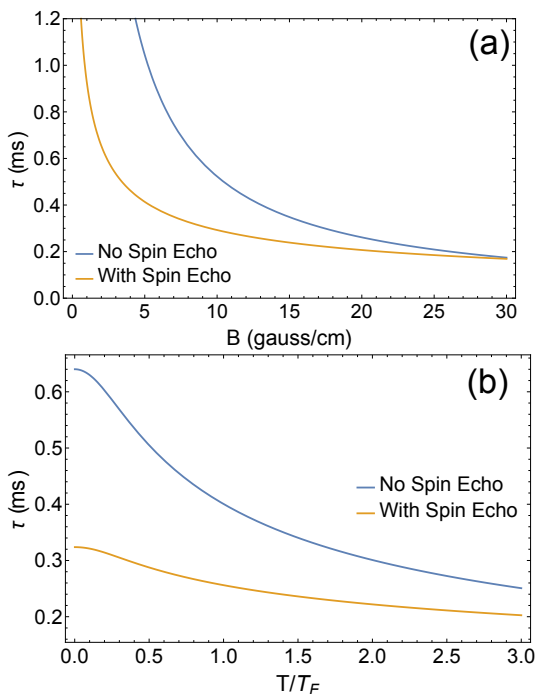 (a)
1.2
1.0
0.8
0.6
0.4
0.2
0.0
τ (ms)
No Spin Echo
With Spin Echo
0 5 10 15 20 25 30
B (gauss/cm)
(b)
0.6
0.5
0.4
0.3
0.2
τ (ms)
No Spin Echo
With Spin Echo
0.0 0.5 1.0 1.5 2.0 2.5 3.0
T/T_F